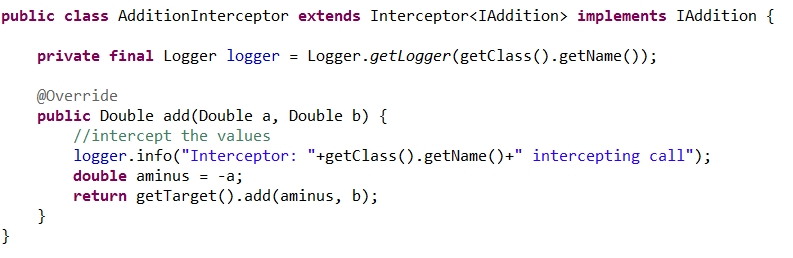 public class AdditionInterceptor extends Interceptor<IAddition> implements IAddition {
private final Logger logger = Logger.getLogger(getClass().getName());
@Override
public Double add(Double a, Double b) {
//intercept the values
logger.info("Interceptor: "+getClass().getName()+" intercepting call");
double aminus = -a;
return getTarget().add(aminus, b);
}
}